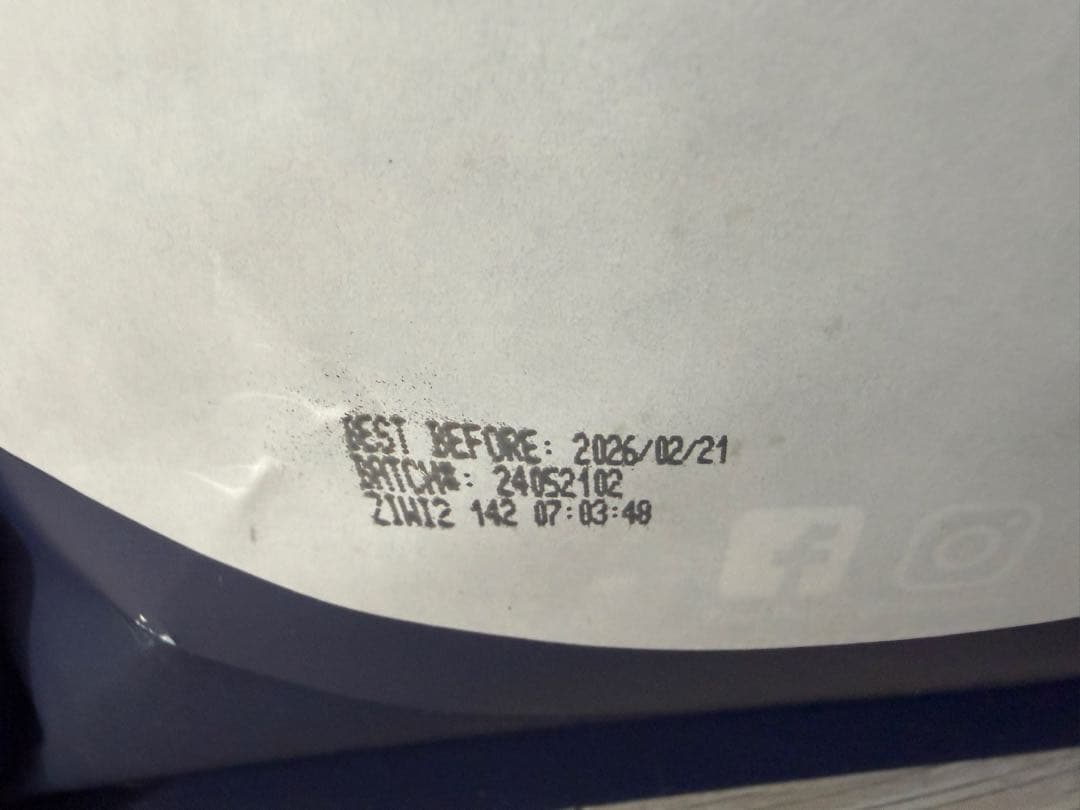 BEST BEFORE: 2026/02/21
BATCH#: 24052102
ZIWI2 142 07:03:48